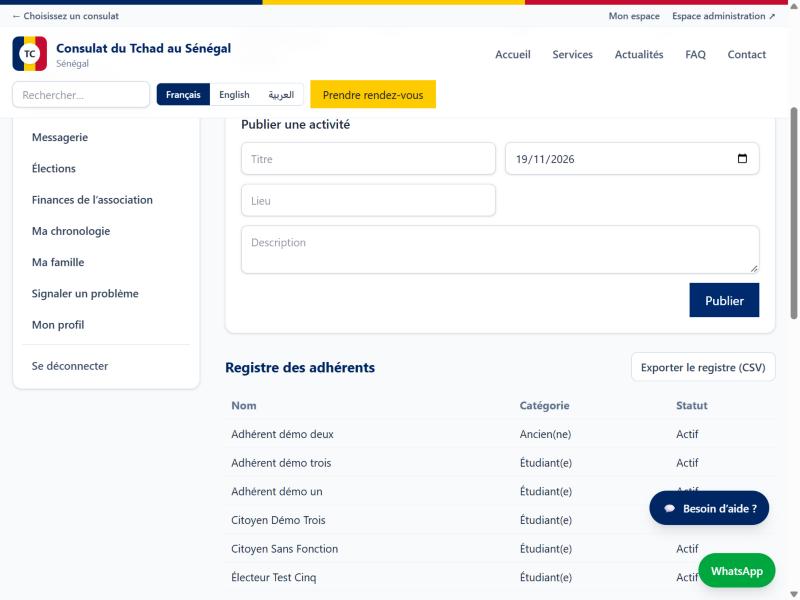 ← Choisissez un consulat
Mon espace
Espace administration ↗
TC
Consulat du Tchad au Sénégal
Sénégal
Accueil
Services
Actualités
FAQ
Contact
Rechercher...
Français
English
العربية
Prendre rendez-vous
Messagerie
Élections
Finances de l'association
Ma chronologie
Ma famille
Signaler un problème
Mon profil
Se déconnecter
Publier une activité
Titre
19/11/2026
Lieu
Description
Publier
Registre des adhérents
Exporter le registre (CSV)
Nom Catégorie Statut
Adhérent démo deux Ancien(ne) Actif
Adhérent démo trois Étudiant(e) Actif
Adhérent démo un Étudiant(e) Actif
Citoyen Démo Trois Étudiant(e)
Citoyen Sans Fonction Étudiant(e) Actif
Électeur Test Cinq Étudiant(e) Actif
Besoin d'aide ?
WhatsApp